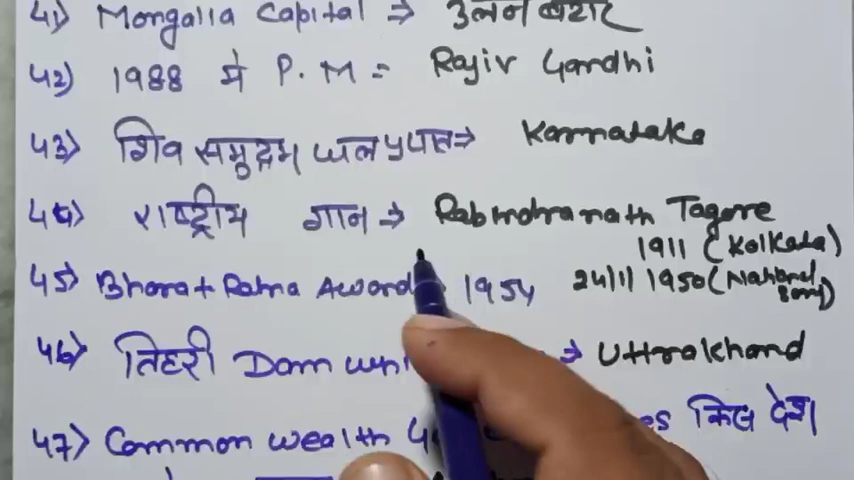 41) Mongalia Capital ⇒ उलन बटार
42) 1988 मे P.M = Rajiv Gandhi
43) शिव समुद्रम जलप्रपात ⇒ Karnataka
44) राष्ट्रीय गान ⇒ Rabindranath Tagore
1911 (Kolkata)
45) Bharat Ratna Award 1954 24/1/1950 (National Song)
46) तिहरी Dam ⇒ Uttrakhand
47) Common wealth किस देश